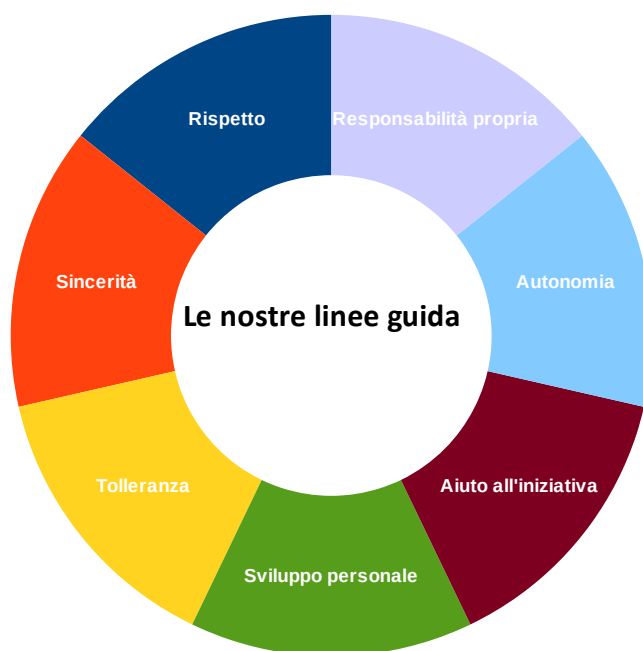 Rispetto
Responsabilità propria
Sincerità
Autonomia
Le nostre linee guida
Tolleranza
Aiuto all'iniziativa
Sviluppo personale